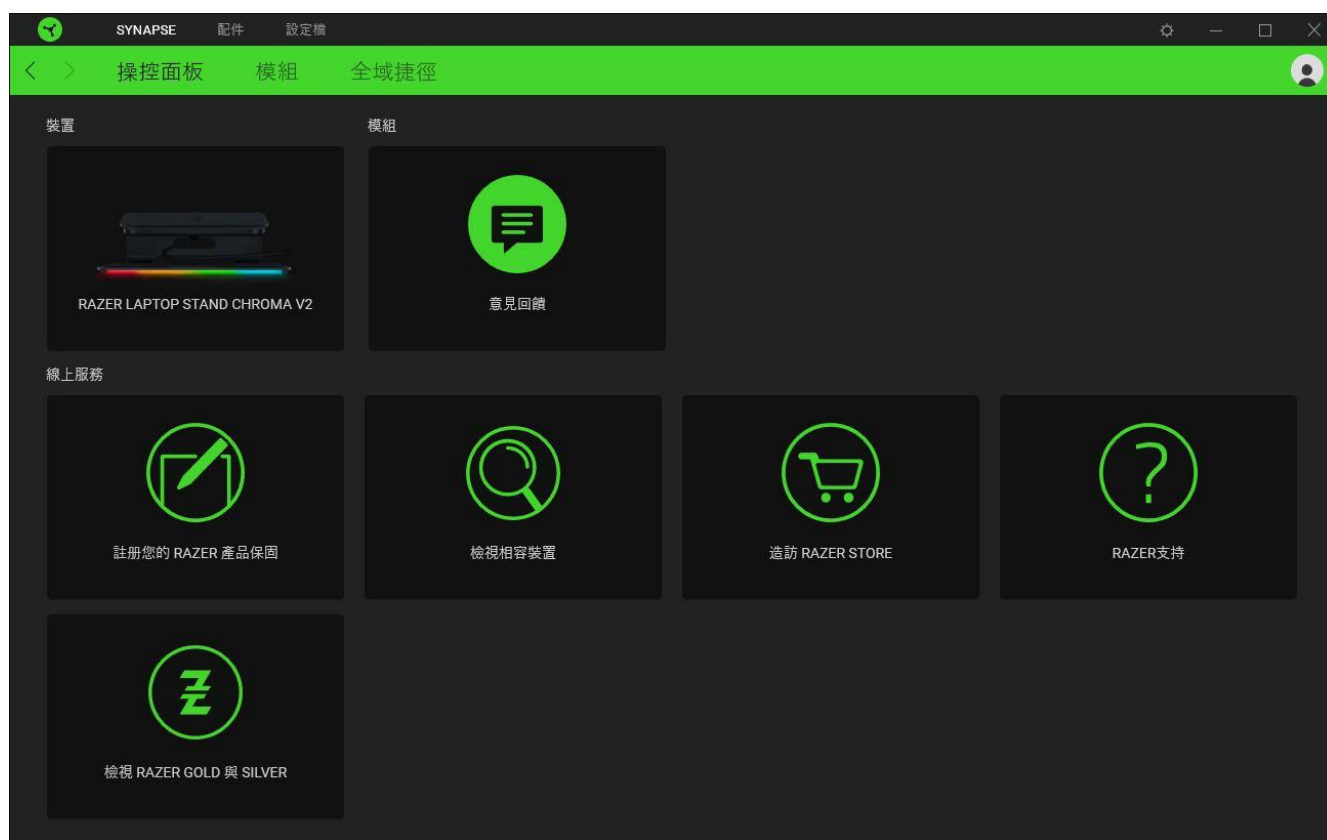 SYNAPSE 配件 設定檔
操控面板 模組 全域捷徑
裝置 模組
RAZER LAPTOP STAND CHROMA V2 意見回饋
線上服務
註冊您的 RAZER 產品保固 檢視相容裝置 造訪 RAZER STORE RAZER支持
檢視 RAZER GOLD 與 SILVER